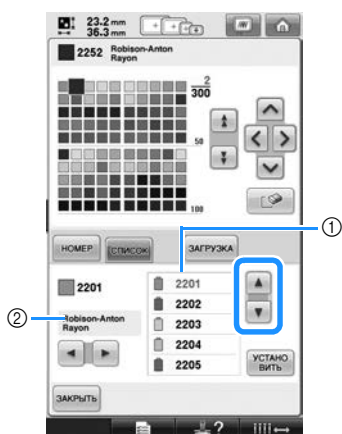 23.2 mm
36.3 mm
2252 Robison-Anton
Rayon
2
300
50
100
НОМЕР
СПИСОК
ЗАГРУЗКА
①
2201
2201
2202
②
Robison-Anton
Rayon
2203
2204
2205
УСТАНО
ВИТЬ
ЗАКРЫТЬ
?